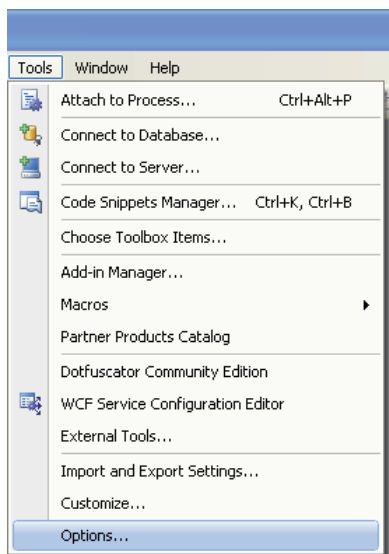 Tools Window Help
Attach to Process... Ctrl+Alt+P
Connect to Database...
Connect to Server...
Code Snippets Manager... Ctrl+K, Ctrl+B
Choose Toolbox Items...
Add-in Manager...
Macros
Partner Products Catalog
Dotfuscator Community Edition
WCF Service Configuration Editor
External Tools...
Import and Export Settings...
Customize...
Options...